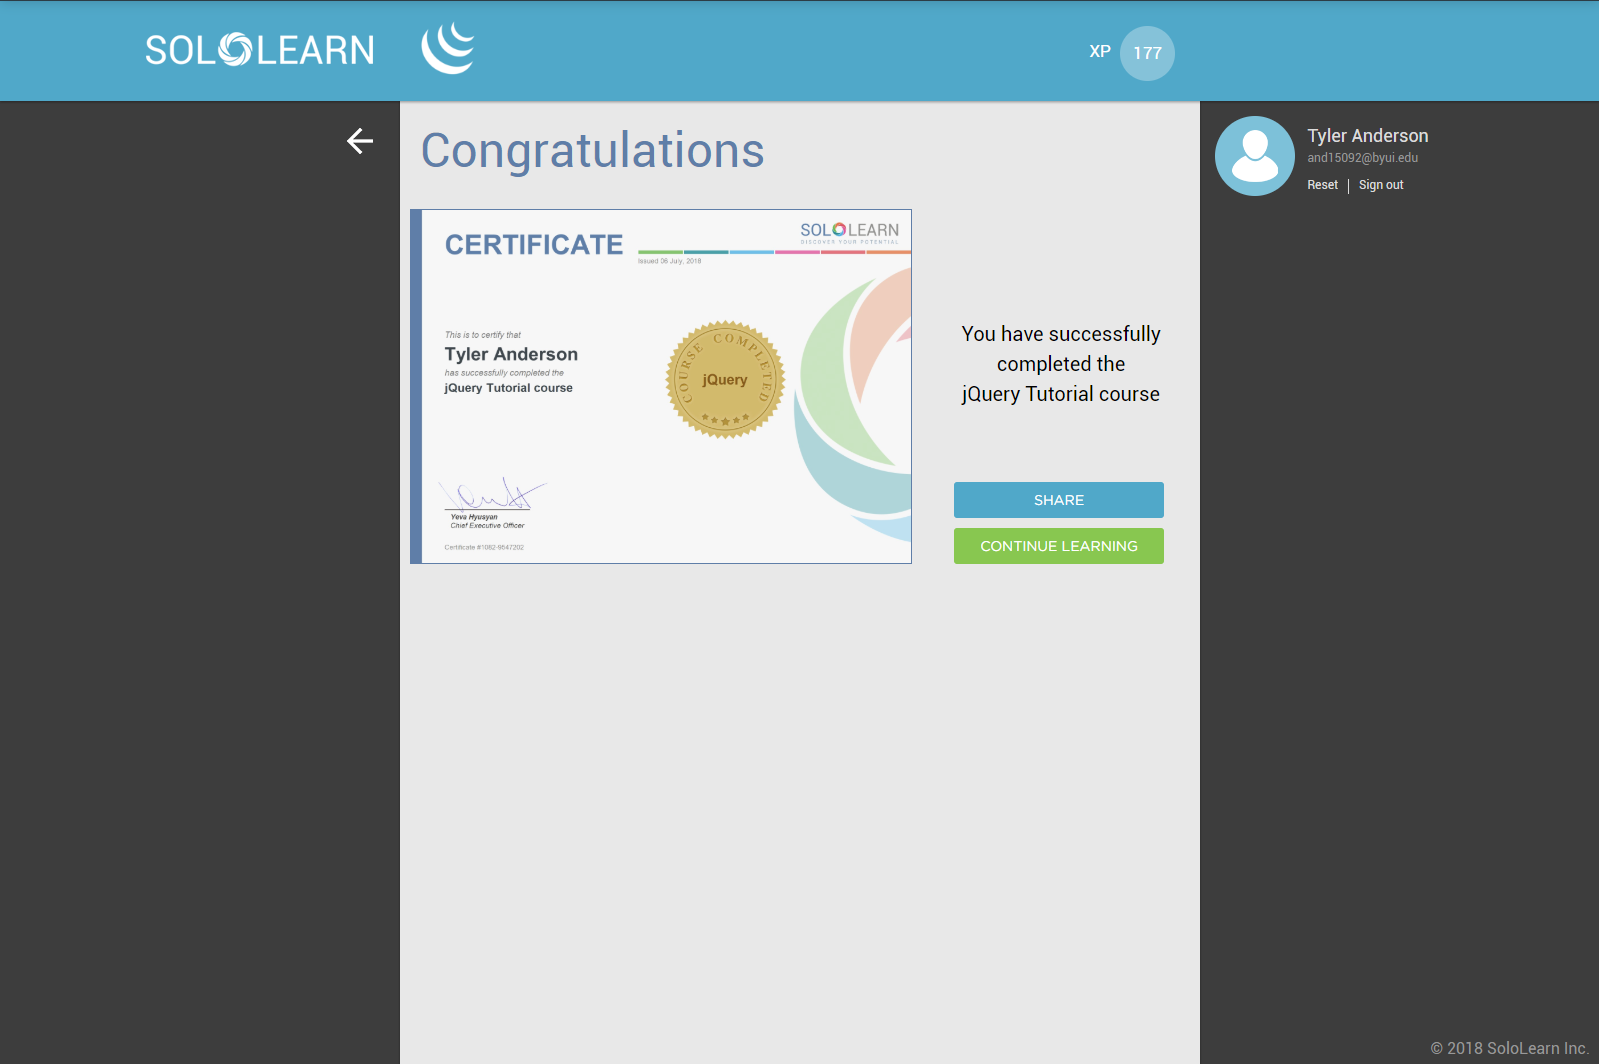 SOLOLEARN
XP 177
Tyler Anderson
and15092@byui.edu
Reset | Sign out
Congratulations
CERTIFICATE
SOLOLEARN
DISCOVER YOUR POTENTIAL
Issued 06 July, 2018
This is to certify that
Tyler Anderson
has successfully completed the
jQuery Tutorial course
COURSE COMPLETED
jQuery
Yeva Hyusyan
Chief Executive Officer
Certificate #1082-9547202
You have successfully
completed the
jQuery Tutorial course
SHARE
CONTINUE LEARNING
© 2018 SoloLearn Inc.